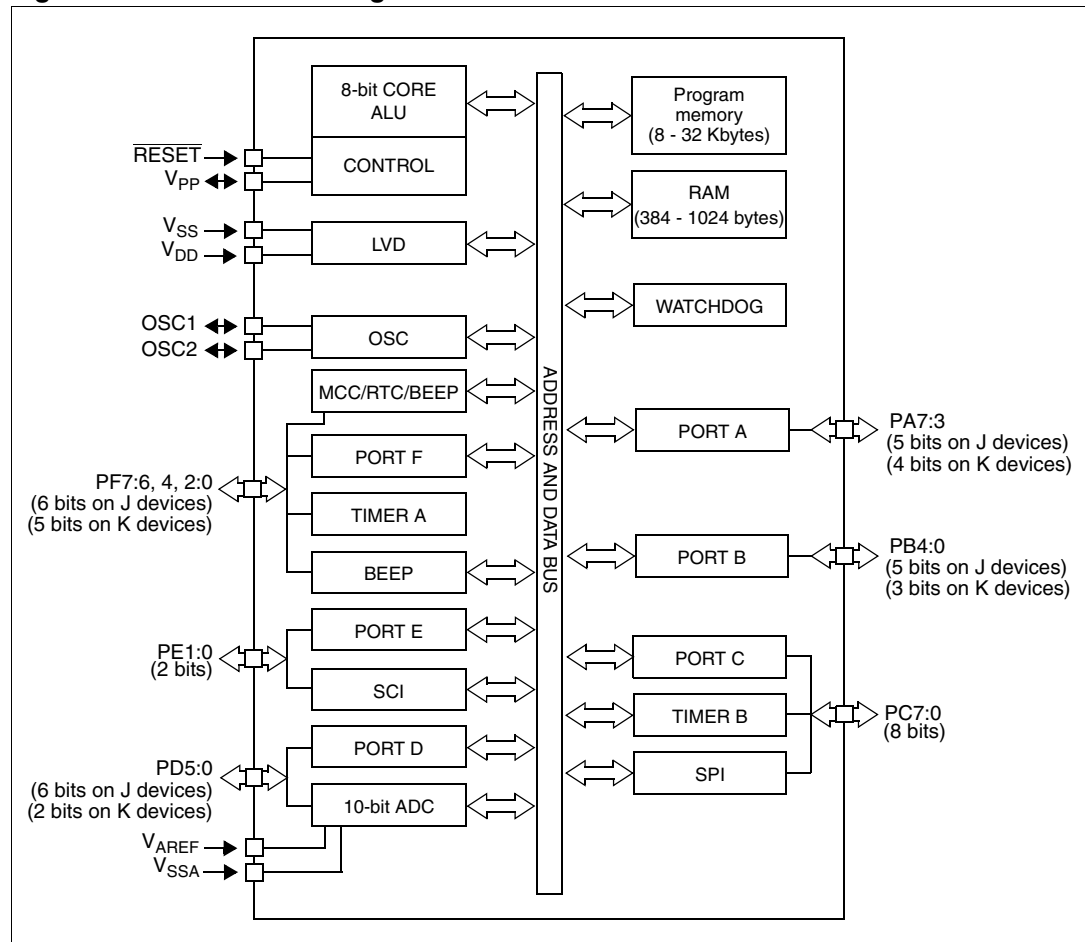 8-bit CORE
ALU
CONTROL
RESET
VPP
VSS
VDD
LVD
OSC1
OSC2
OSC
MCC/RTC/BEEP
PORT F
TIMER A
BEEP
PF7:6, 4, 2:0
(6 bits on J devices)
(5 bits on K devices)
PORT E
SCI
PE1:0
(2 bits)
PORT D
10-bit ADC
PD5:0
(6 bits on J devices)
(2 bits on K devices)
VAREF
VSSA
ADDRESS AND DATA BUS
Program
memory
(8 - 32 Kbytes)
RAM
(384 - 1024 bytes)
WATCHDOG
PORT A
PA7:3
(5 bits on J devices)
(4 bits on K devices)
PORT B
PB4:0
(5 bits on J devices)
(3 bits on K devices)
PORT C
TIMER B
SPI
PC7:0
(8 bits)